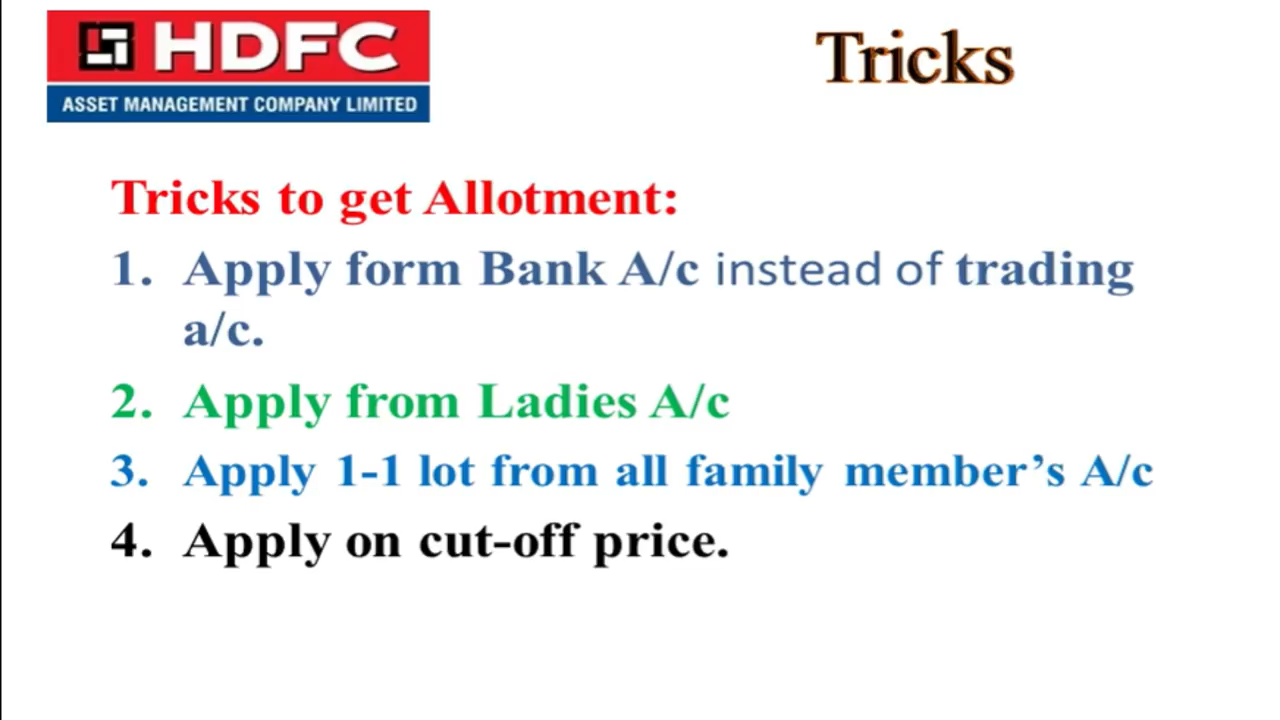 HDFC
ASSET MANAGEMENT COMPANY LIMITED
Tricks
Tricks to get Allotment:
1. Apply form Bank A/c instead of trading
a/c.
2. Apply from Ladies A/c
3. Apply 1-1 lot from all family member’s A/c
4. Apply on cut-off price.